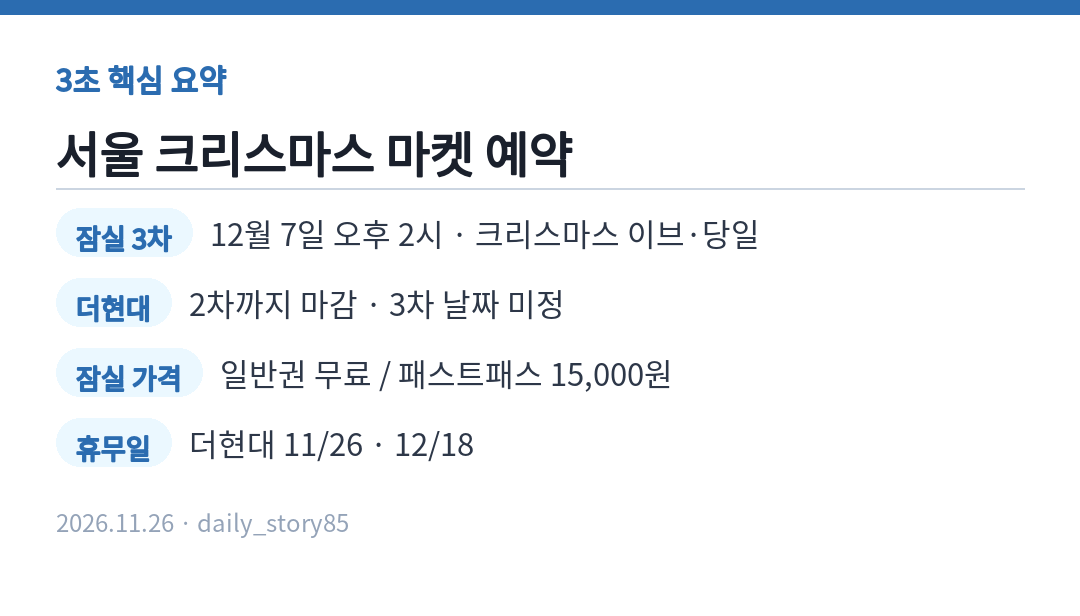 3초 핵심 요약
서울 크리스마스 마켓 예약
잠실 3차 12월 7일 오후 2시 · 크리스마스 이브·당일
더현대 2차까지 마감 · 3차 날짜 미정
잠실 가격 일반권 무료 / 패스트패스 15,000원
휴무일 더현대 11/26 · 12/18
2026.11.26 · daily_story85